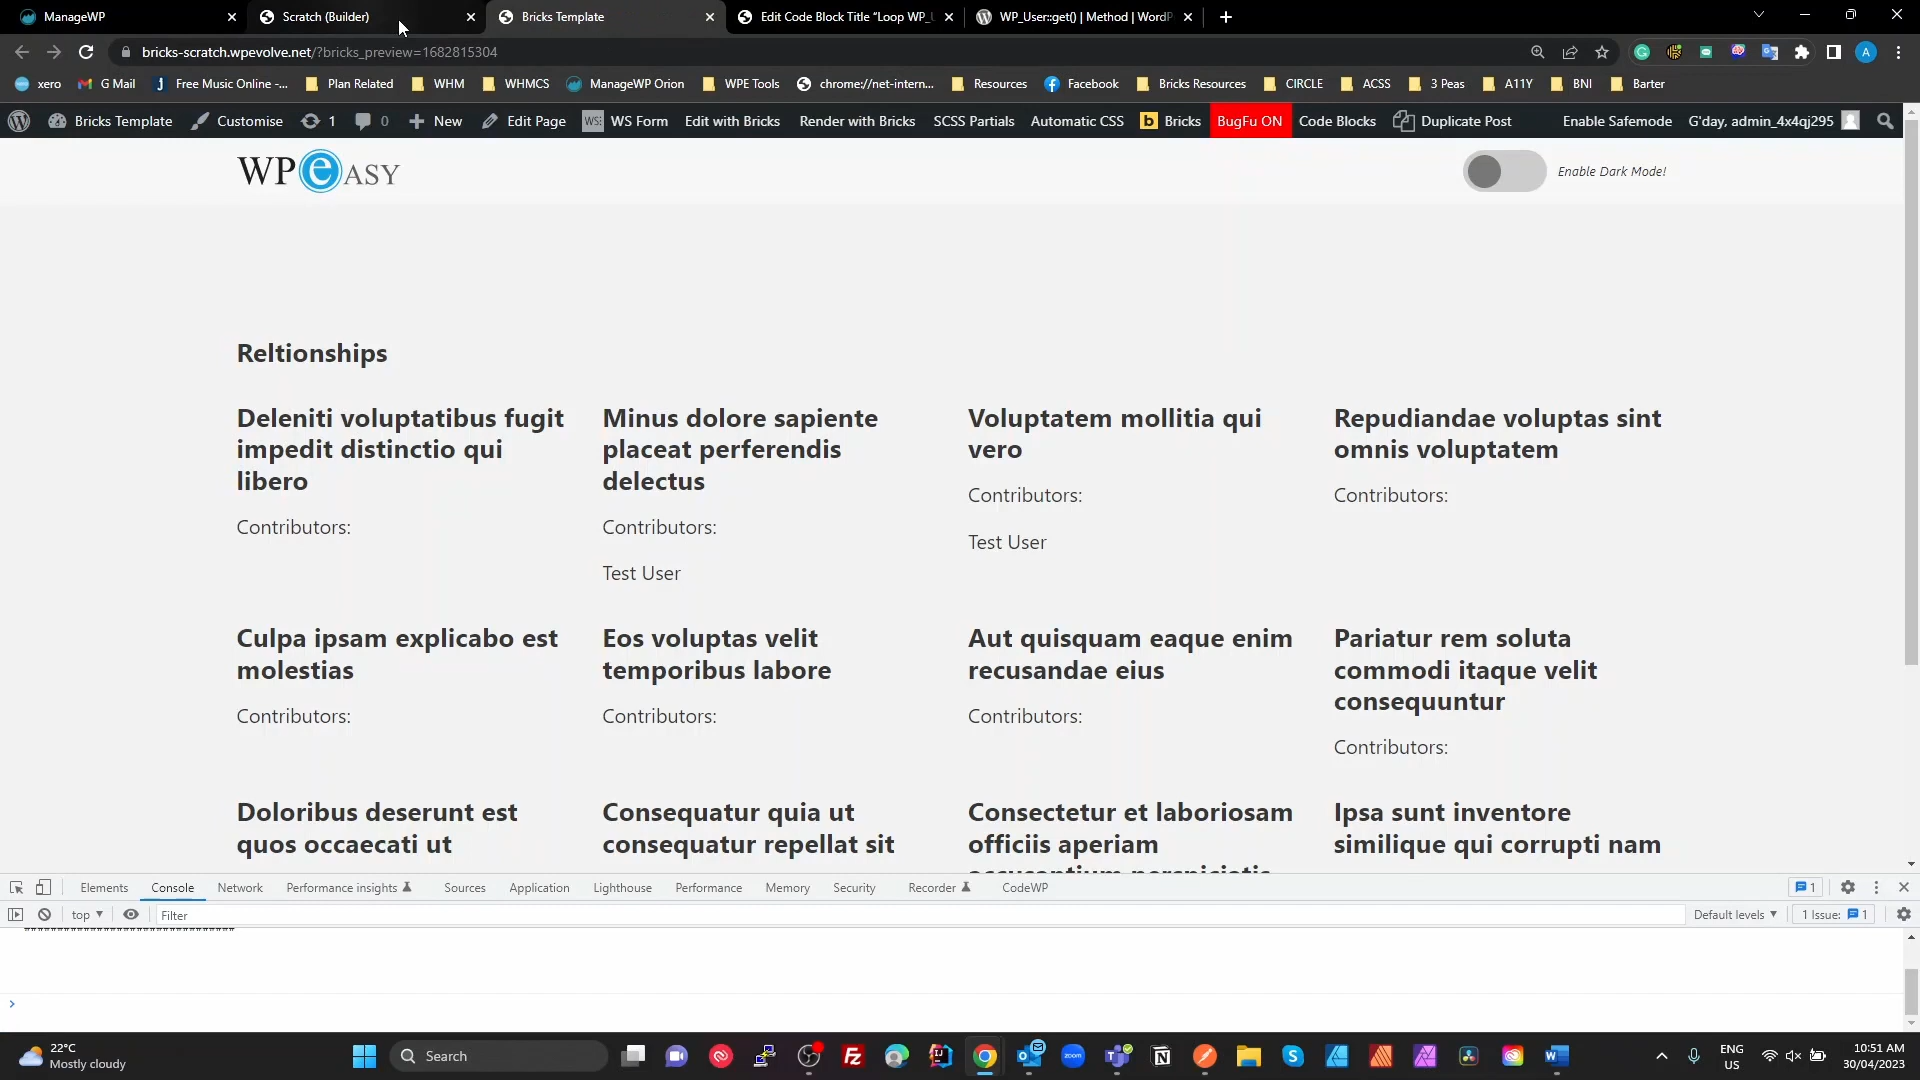 ManageWP
Scratch (Builder)
Bricks Template
Edit Code Block Title "Loop WP_
WP_User::get() | Method | WordP
bricks-scratch.wpevolve.net/?bricks_preview=1682815304
A
xero
G Mail
Free Music Online -...
Plan Related
WHM
WHMCS
ManageWP Orion
WPE Tools
chrome://net-intern...
Resources
Facebook
Bricks Resources
CIRCLE
ACSS
3 Peas
A11Y
BNI
Barter
Bricks Template
Customise
1
0
New
Edit Page
WS Form
Edit with Bricks
Render with Bricks
SCSS Partials
Automatic CSS
b Bricks
BugFu ON
Code Blocks
Duplicate Post
Enable Safemode
G'day, admin_4x4qj295
WP e ASY
Enable Dark Mode!
Reltionships
Deleniti voluptatibus fugit
impedit distinctio qui
libero
Contributors:
Minus dolore sapiente
placeat perferendis
delectus
Contributors:
Test User
Voluptatem mollitia qui
vero
Contributors:
Test User
Repudiandae voluptas sint
omnis voluptatem
Contributors:
Culpa ipsam explicabo est
molestias
Contributors:
Eos voluptas velit
temporibus labore
Contributors:
Aut quisquam eaque enim
recusandae eius
Contributors:
Pariatur rem soluta
commodi itaque velit
consequuntur
Contributors:
Doloribus deserunt est
quos occaecati ut
Consequatur quia ut
consequatur repellat sit
Consectetur et laboriosam
officiis aperiam
Ipsa sunt inventore
similique qui corrupti nam
Elements
Console
Network
Performance insights
Sources
Application
Lighthouse
Performance
Memory
Security
Recorder
CodeWP
1
top
Filter
Default levels
1 Issue: 1
22°C
Mostly cloudy
Search
zoom
ENG
US
10:51 AM
30/04/2023